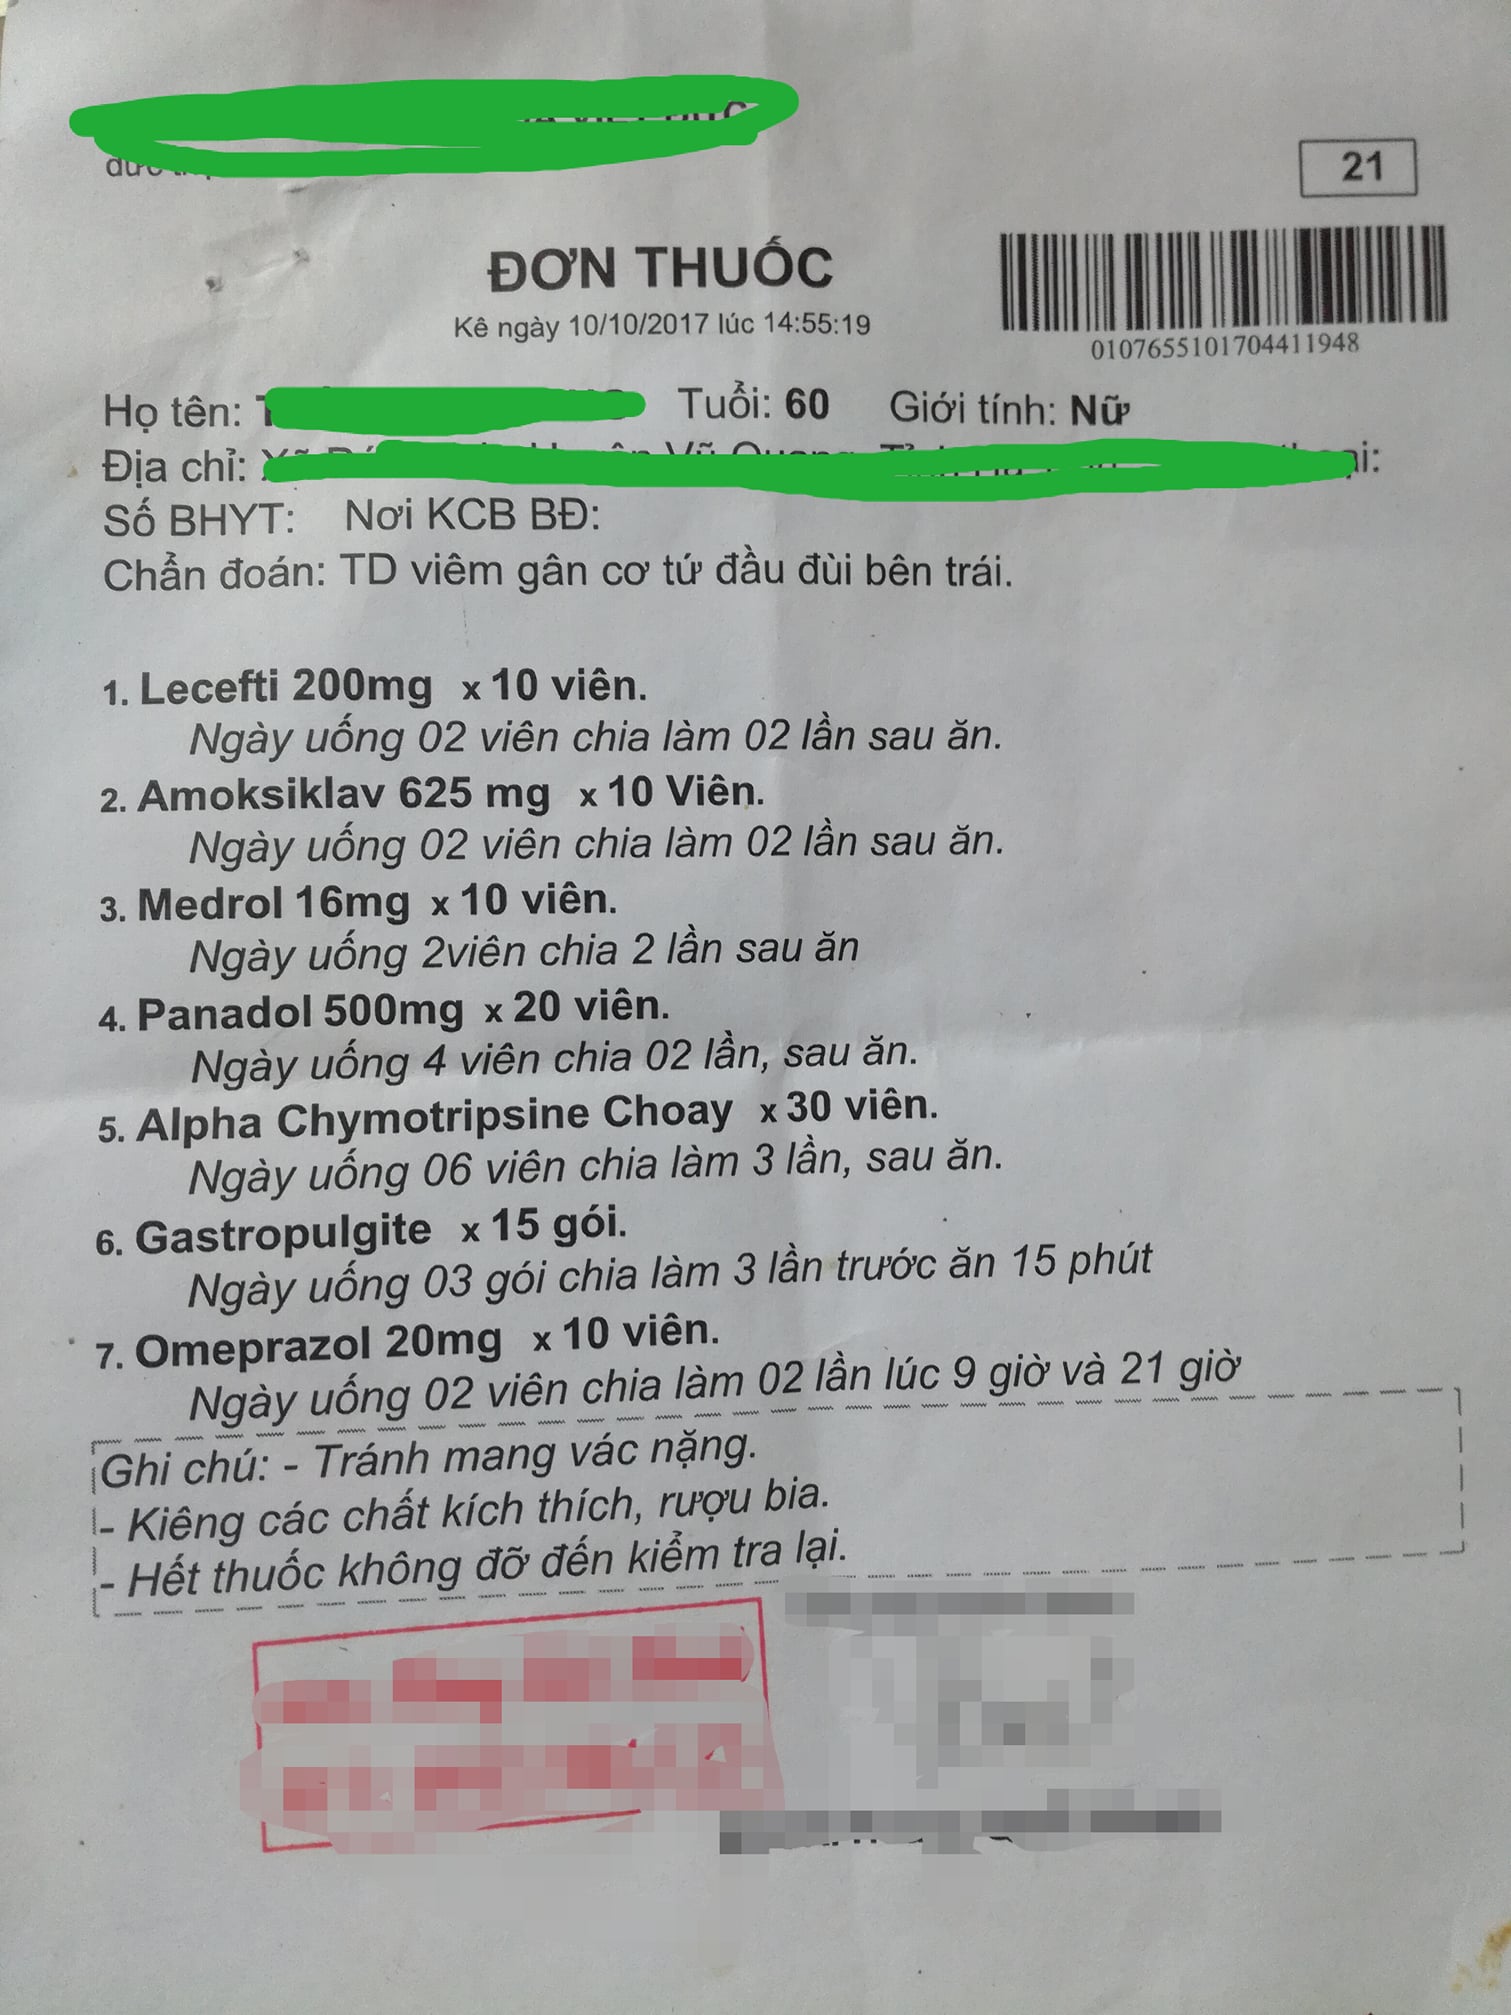 21
ĐƠN THUỐC
Kê ngày 10/10/2017 lúc 14:55:19
0107655101704411948
Họ tên: Tuổi: 60 Giới tính: Nữ
Địa chỉ:
Số BHYT: Nơi KCB BĐ:
Chẩn đoán: TD viêm gân cơ tứ đầu đùi bên trái.
1. Lecefti 200mg x 10 viên.
Ngày uống 02 viên chia làm 02 lần sau ăn.
2. Amoksiklav 625 mg x 10 Viên.
Ngày uống 02 viên chia làm 02 lần sau ăn.
3. Medrol 16mg x 10 viên.
Ngày uống 2viên chia 2 lần sau ăn
4. Panadol 500mg x 20 viên.
Ngày uống 4 viên chia 02 lần, sau ăn.
5. Alpha Chymotripsine Choay x 30 viên.
Ngày uống 06 viên chia làm 3 lần, sau ăn.
6. Gastropulgite x 15 gói.
Ngày uống 03 gói chia làm 3 lần trước ăn 15 phút
7. Omeprazol 20mg x 10 viên.
Ngày uống 02 viên chia làm 02 lần lúc 9 giờ và 21 giờ
Ghi chú: - Tránh mang vác nặng.
- Kiêng các chất kích thích, rượu bia.
- Hết thuốc không đỡ đến kiểm tra lại.